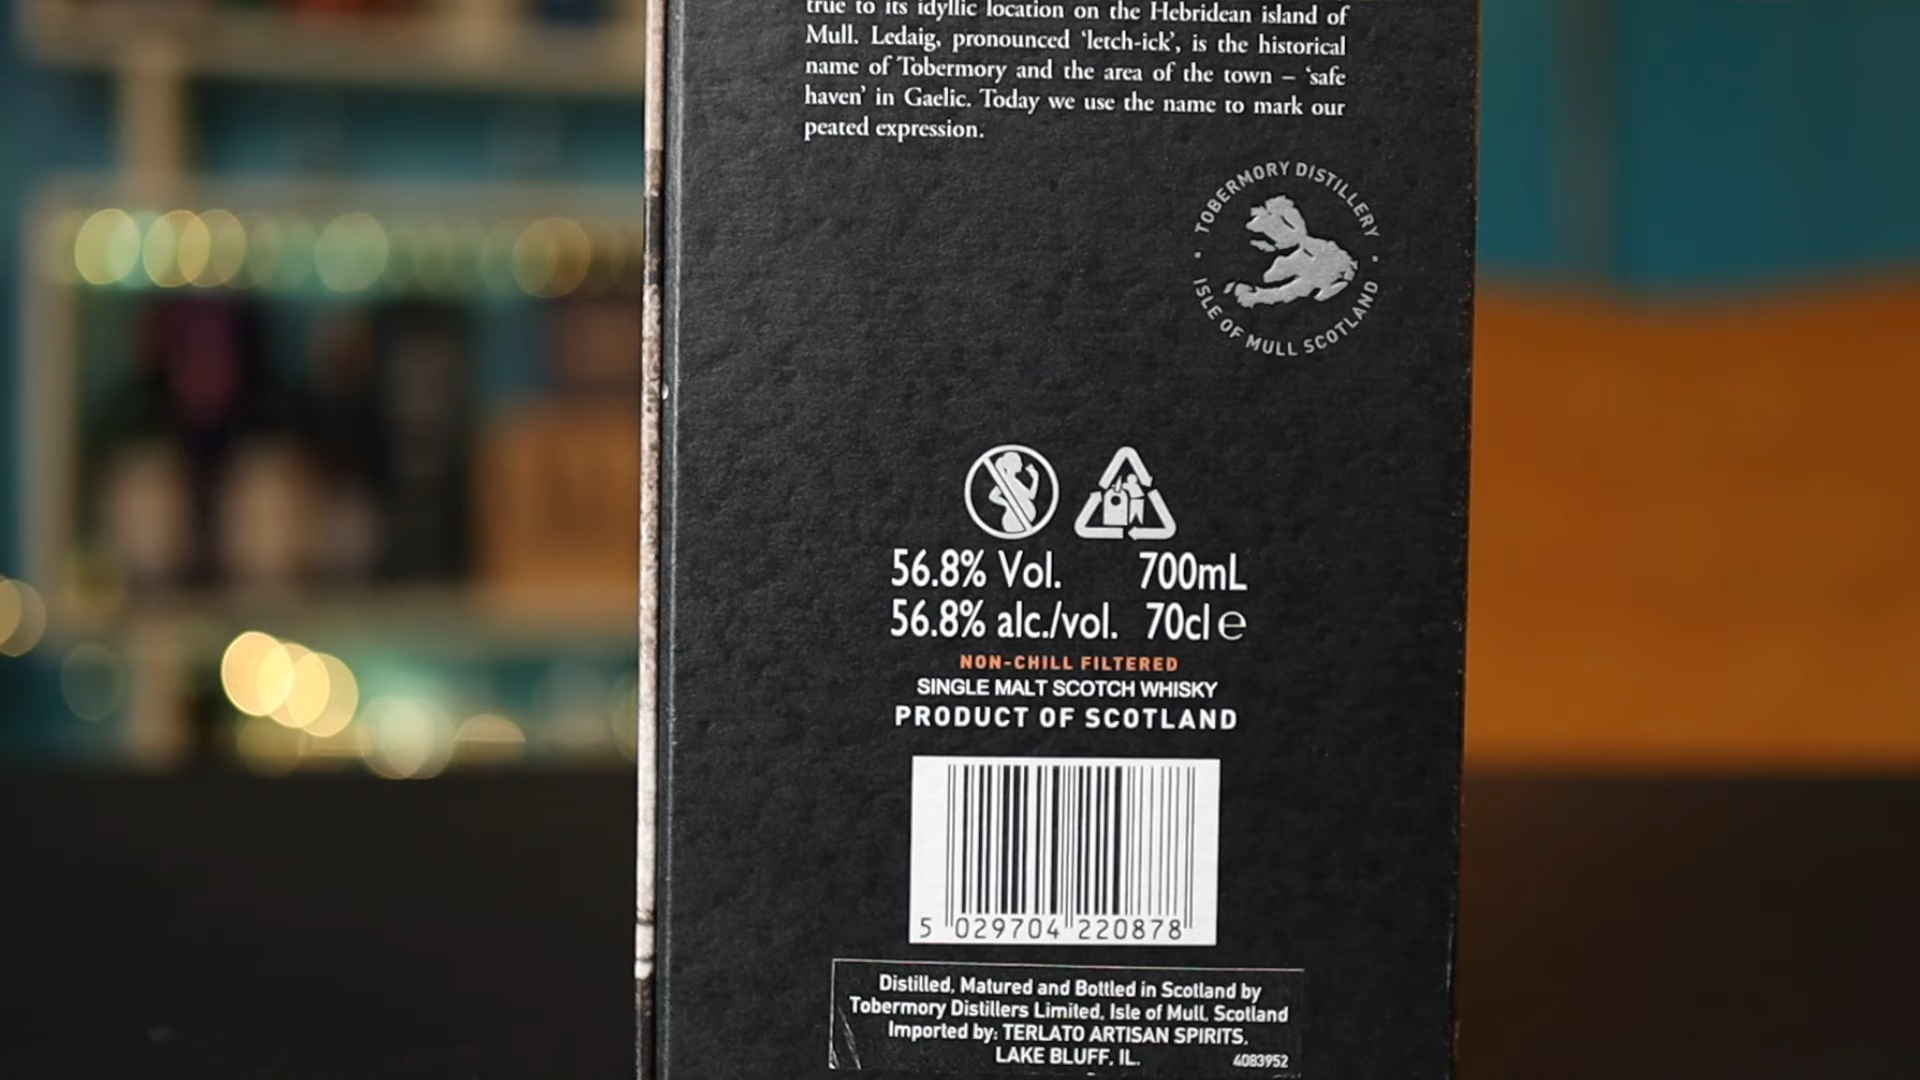 true to its idyllic location on the Hebridean island of
Mull. Ledaig, pronounced ‘letch-ick’, is the historical
name of Tobermory and the area of the town – ‘safe
haven’ in Gaelic. Today we use the name to mark our
peated expression.
TOBERMORY DISTILLERY
ISLE OF MULL SCOTLAND
56.8% Vol. 700mL
56.8% alc./vol. 70cl e
NON-CHILL FILTERED
SINGLE MALT SCOTCH WHISKY
PRODUCT OF SCOTLAND
5 029704 220878
Distilled, Matured and Bottled in Scotland by
Tobermory Distillers Limited, Isle of Mull, Scotland
Imported by: TERLATO ARTISAN SPIRITS,
LAKE BLUFF, IL. 4083952